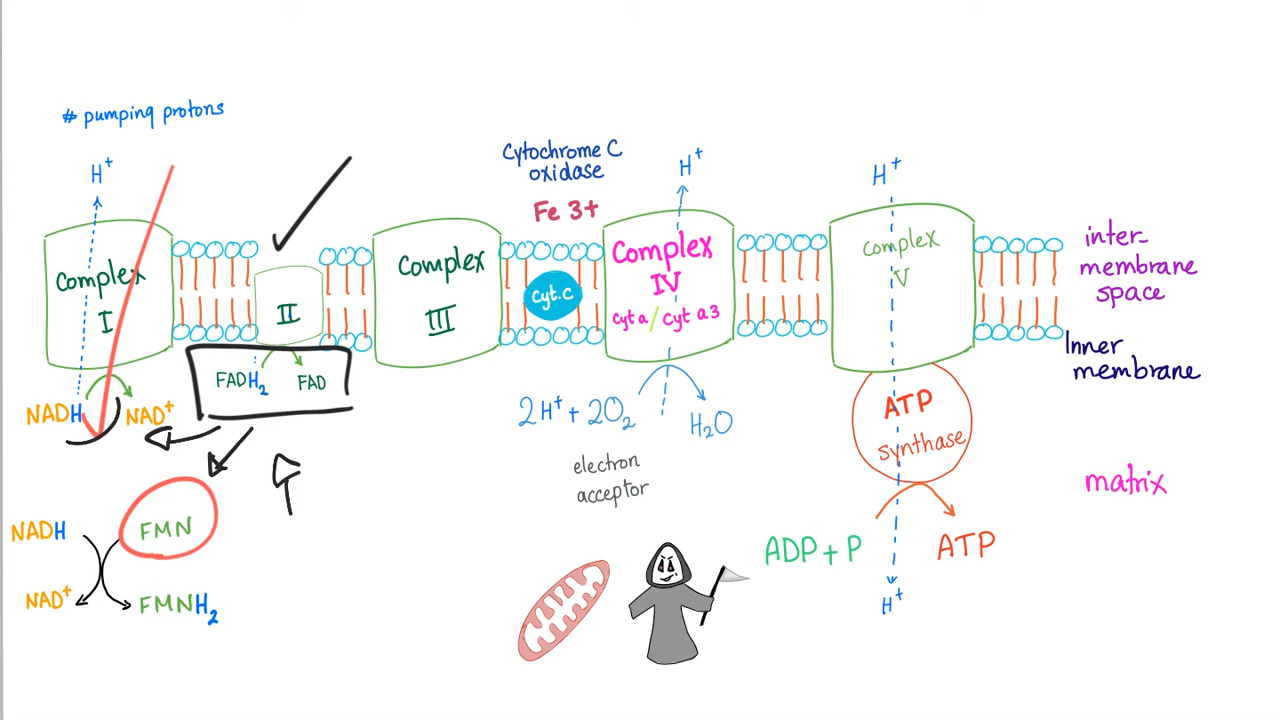 # pumping protons
H+
Complex
I
NADH
NAD+
II
FADH2
FAD
NADH
FMN
NAD+
FMNH2
Complex
III
Cytochrome C
oxidase
Fe 3+
Cyt.c
H+
Complex
IV
Cyta/Cyt a3
2H+ + 2O2
H2O
electron
acceptor
H+
Complex
V
ATP
synthase
ADP + P
ATP
H+
inter-
membrane
space
Inner
membrane
matrix